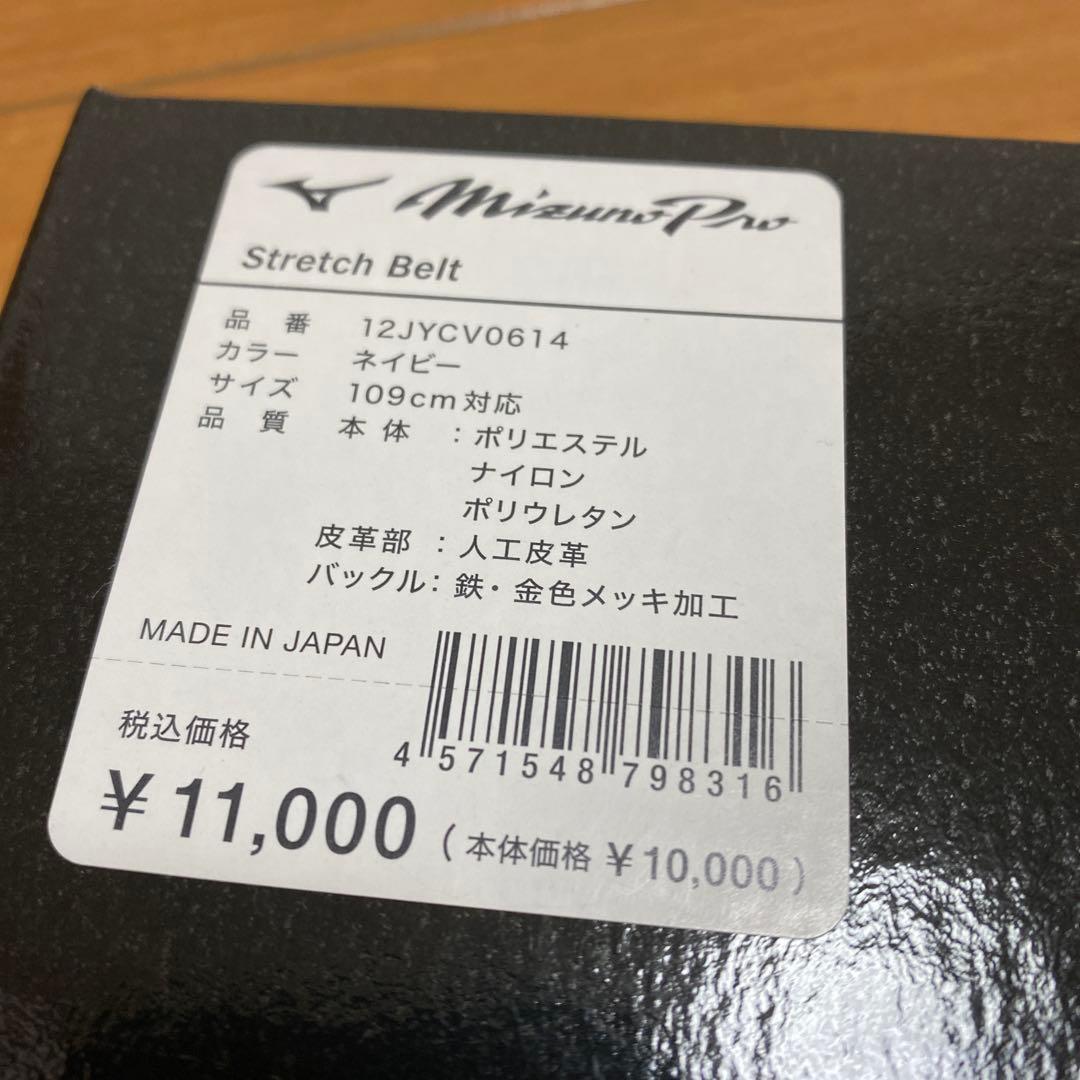 Mizuno Pro
Stretch Belt
品番 12JYCV0614
カラー ネイビー
サイズ 109cm対応
品質 本体 : ポリエステル
ナイロン
ポリウレタン
皮革部 : 人工皮革
バックル: 鉄・金色メッキ加工
MADE IN JAPAN
4 571548 798316
税込価格
¥11,000 (本体価格 ¥10,000)